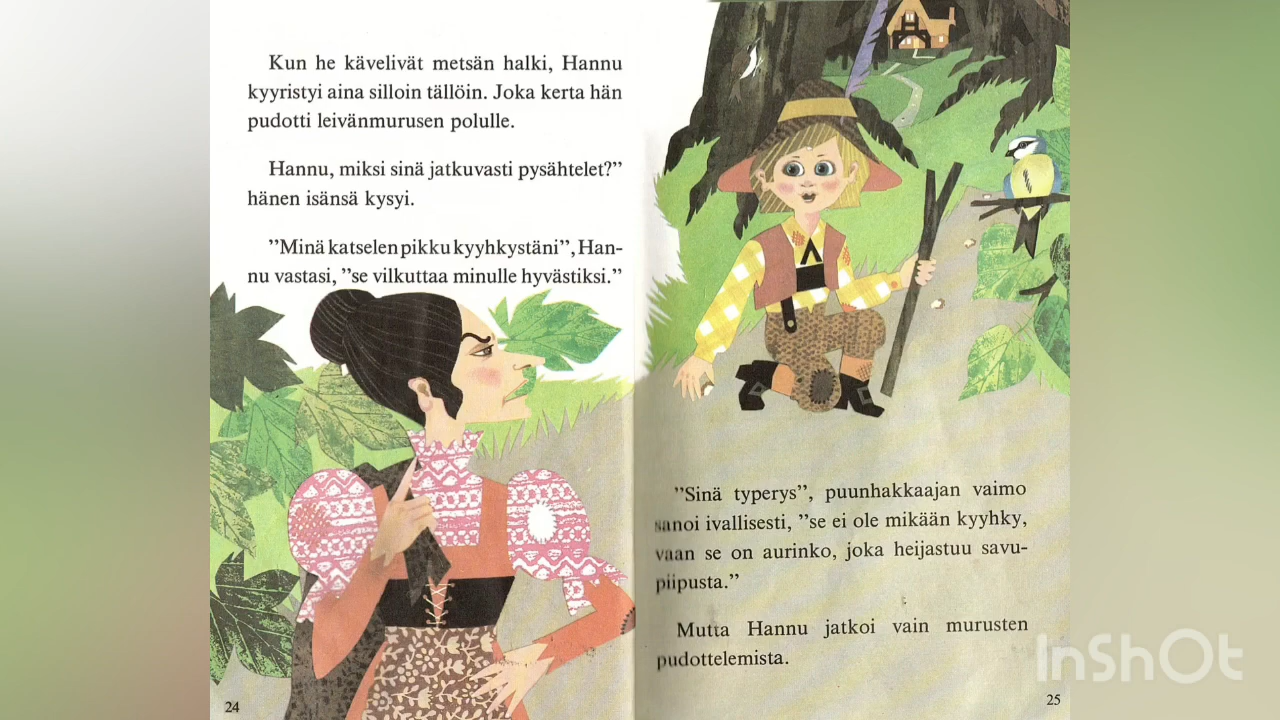 Kun he kävelivät metsän halki, Hannu
kyyristyi aina silloin tällöin. Joka kerta hän
pudotti leivänmurusen polulle.
Hannu, miksi sinä jatkuvasti pysähtelet?”
hänen isänsä kysyi.
”Minä katselen pikku kyyhkystäni”, Han-
nu vastasi, ”se vilkuttaa minulle hyvästiksi.”
24
”Sinä typerys”, puunhakkaajan vaimo
sanoi ivallisesti, ”se ei ole mikään kyyhky,
vaan se on aurinko, joka heijastuu savu-
piipusta.”
Mutta Hannu jatkoi vain murusten
pudottelemista.
25
InShOt